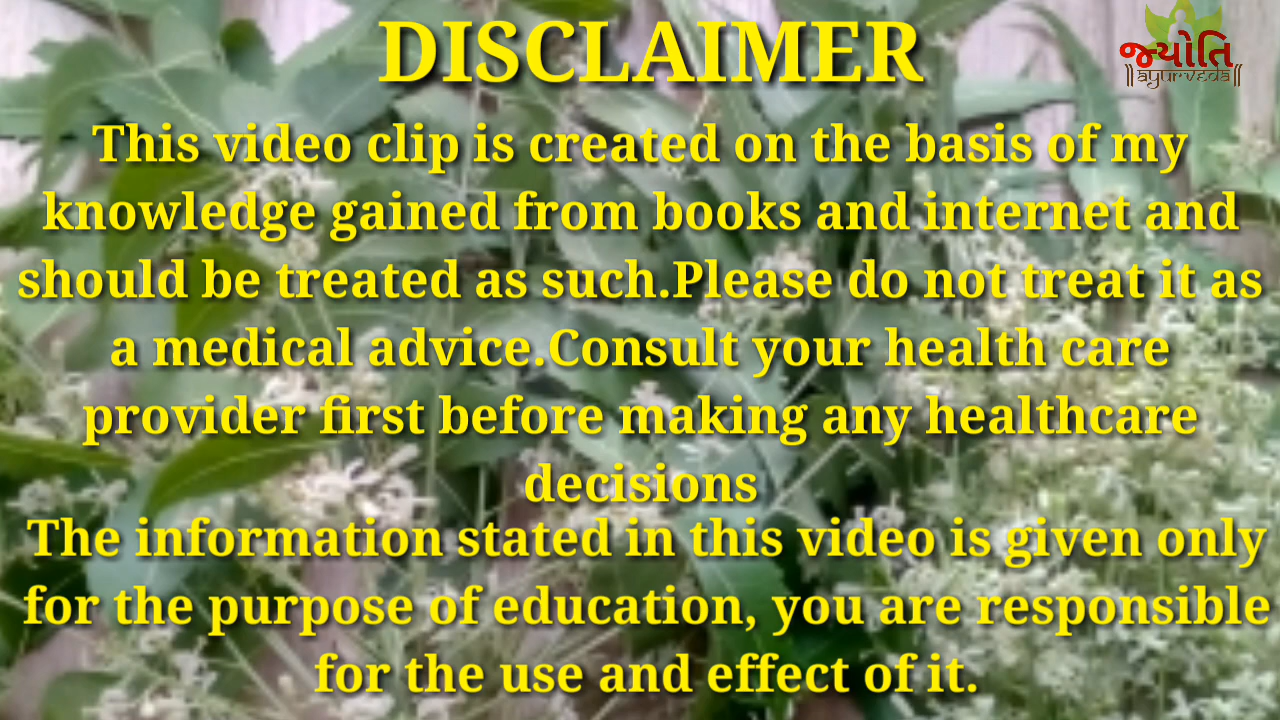 DISCLAIMER
જ્યોતિ
॥ayurveda॥
This video clip is created on the basis of my
knowledge gained from books and internet and
should be treated as such.Please do not treat it as
a medical advice.Consult your health care
provider first before making any healthcare
decisions
The information stated in this video is given only
for the purpose of education, you are responsible
for the use and effect of it.